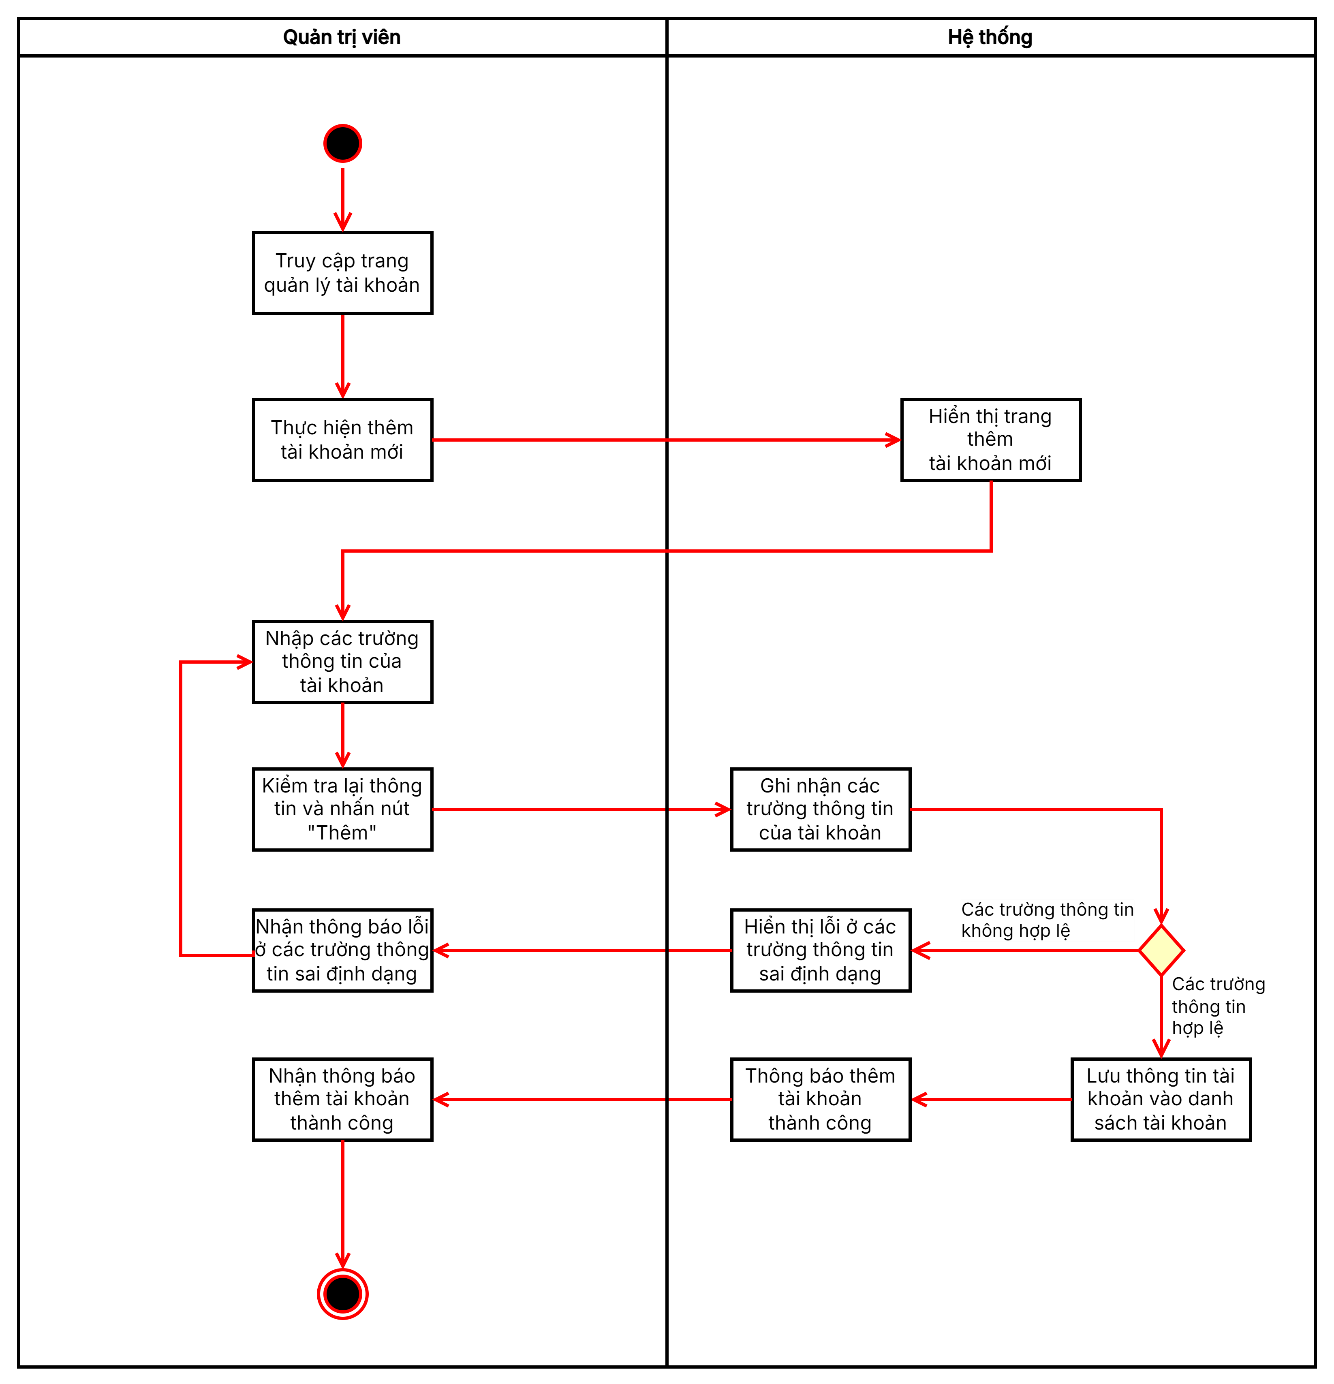 Quản trị viên
Hệ thống
Truy cập trang
quản lý tài khoản
Thực hiện thêm
tài khoản mới
Hiển thị trang
thêm
tài khoản mới
Nhập các trường
thông tin của
tài khoản
Kiểm tra lại thông
tin và nhấn nút
"Thêm"
Ghi nhận các
trường thông tin
của tài khoản
Các trường thông tin
không hợp lệ
Nhận thông báo lỗi
ở các trường thông
tin sai định dạng
Hiển thị lỗi ở các
trường thông tin
sai định dạng
Các trường
thông tin
hợp lệ
Nhận thông báo
thêm tài khoản
thành công
Thông báo thêm
tài khoản
thành công
Lưu thông tin tài
khoản vào danh
sách tài khoản